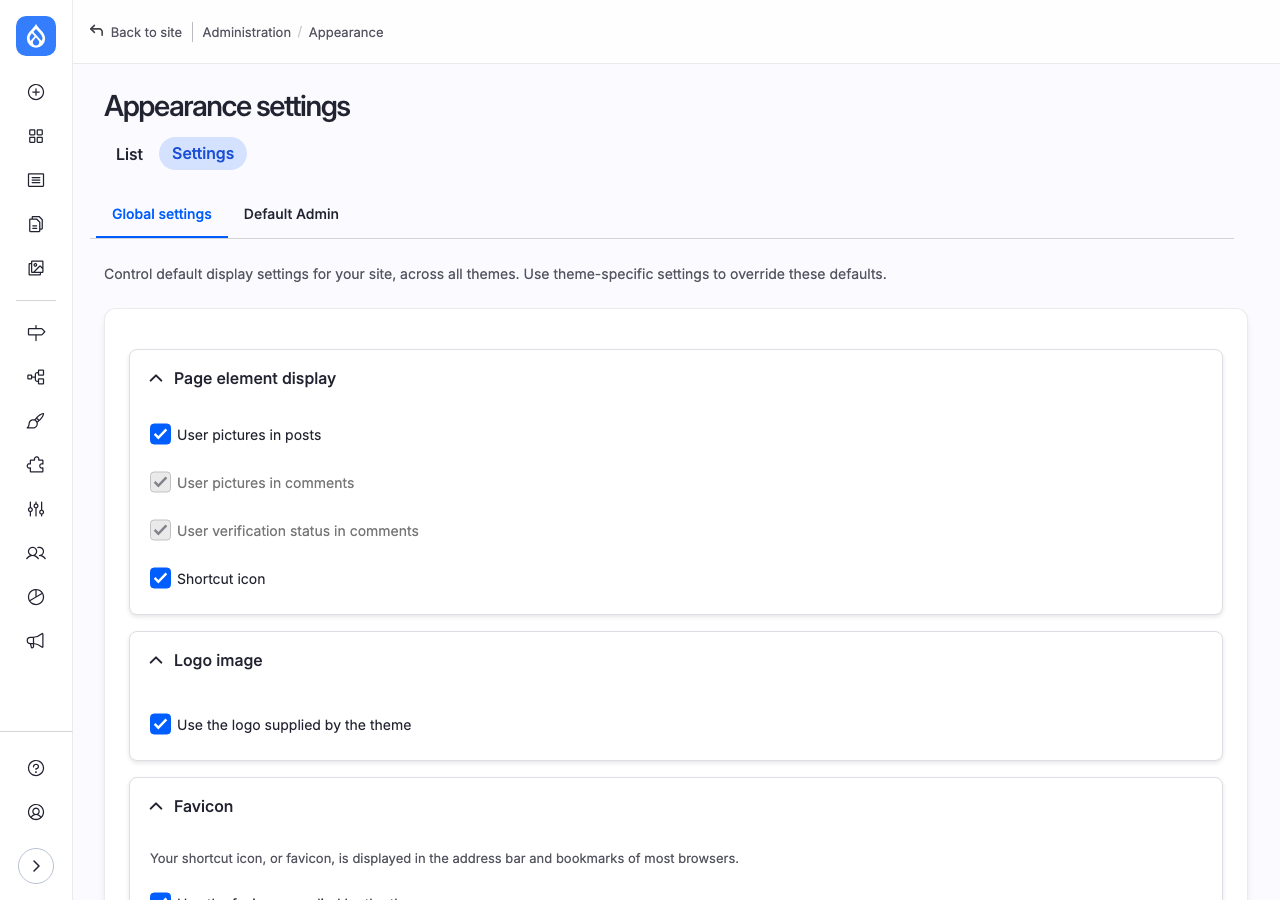 Back to site
Administration / Appearance
Appearance settings
List
Settings
Global settings
Default Admin
Control default display settings for your site, across all themes. Use theme-specific settings to override these defaults.
Page element display
User pictures in posts
User pictures in comments
User verification status in comments
Shortcut icon
Logo image
Use the logo supplied by the theme
Favicon
Your shortcut icon, or favicon, is displayed in the address bar and bookmarks of most browsers.